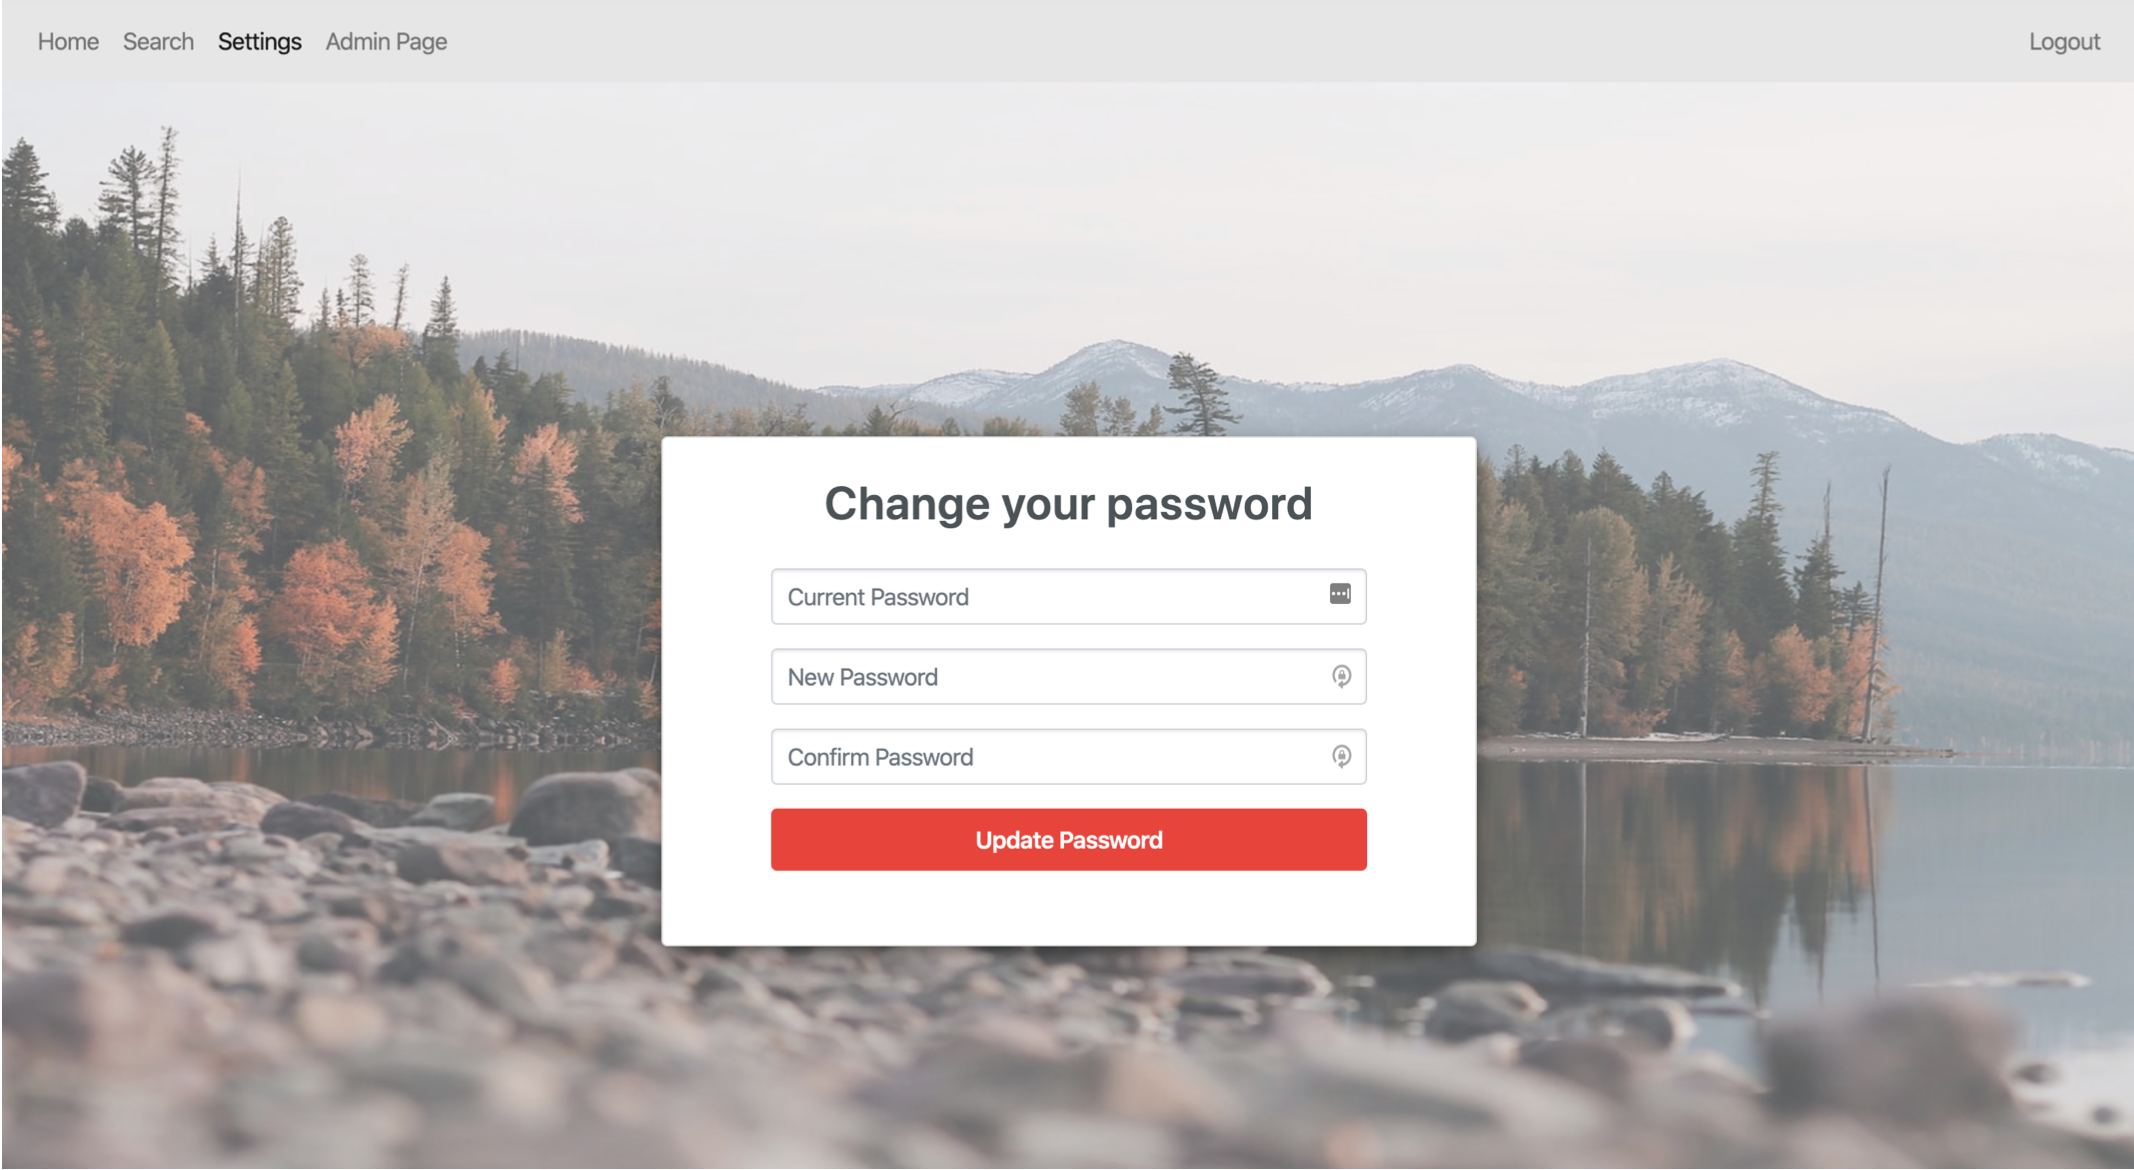 Home Search Settings Admin Page Logout
Change your password
Current Password
New Password
Confirm Password
Update Password